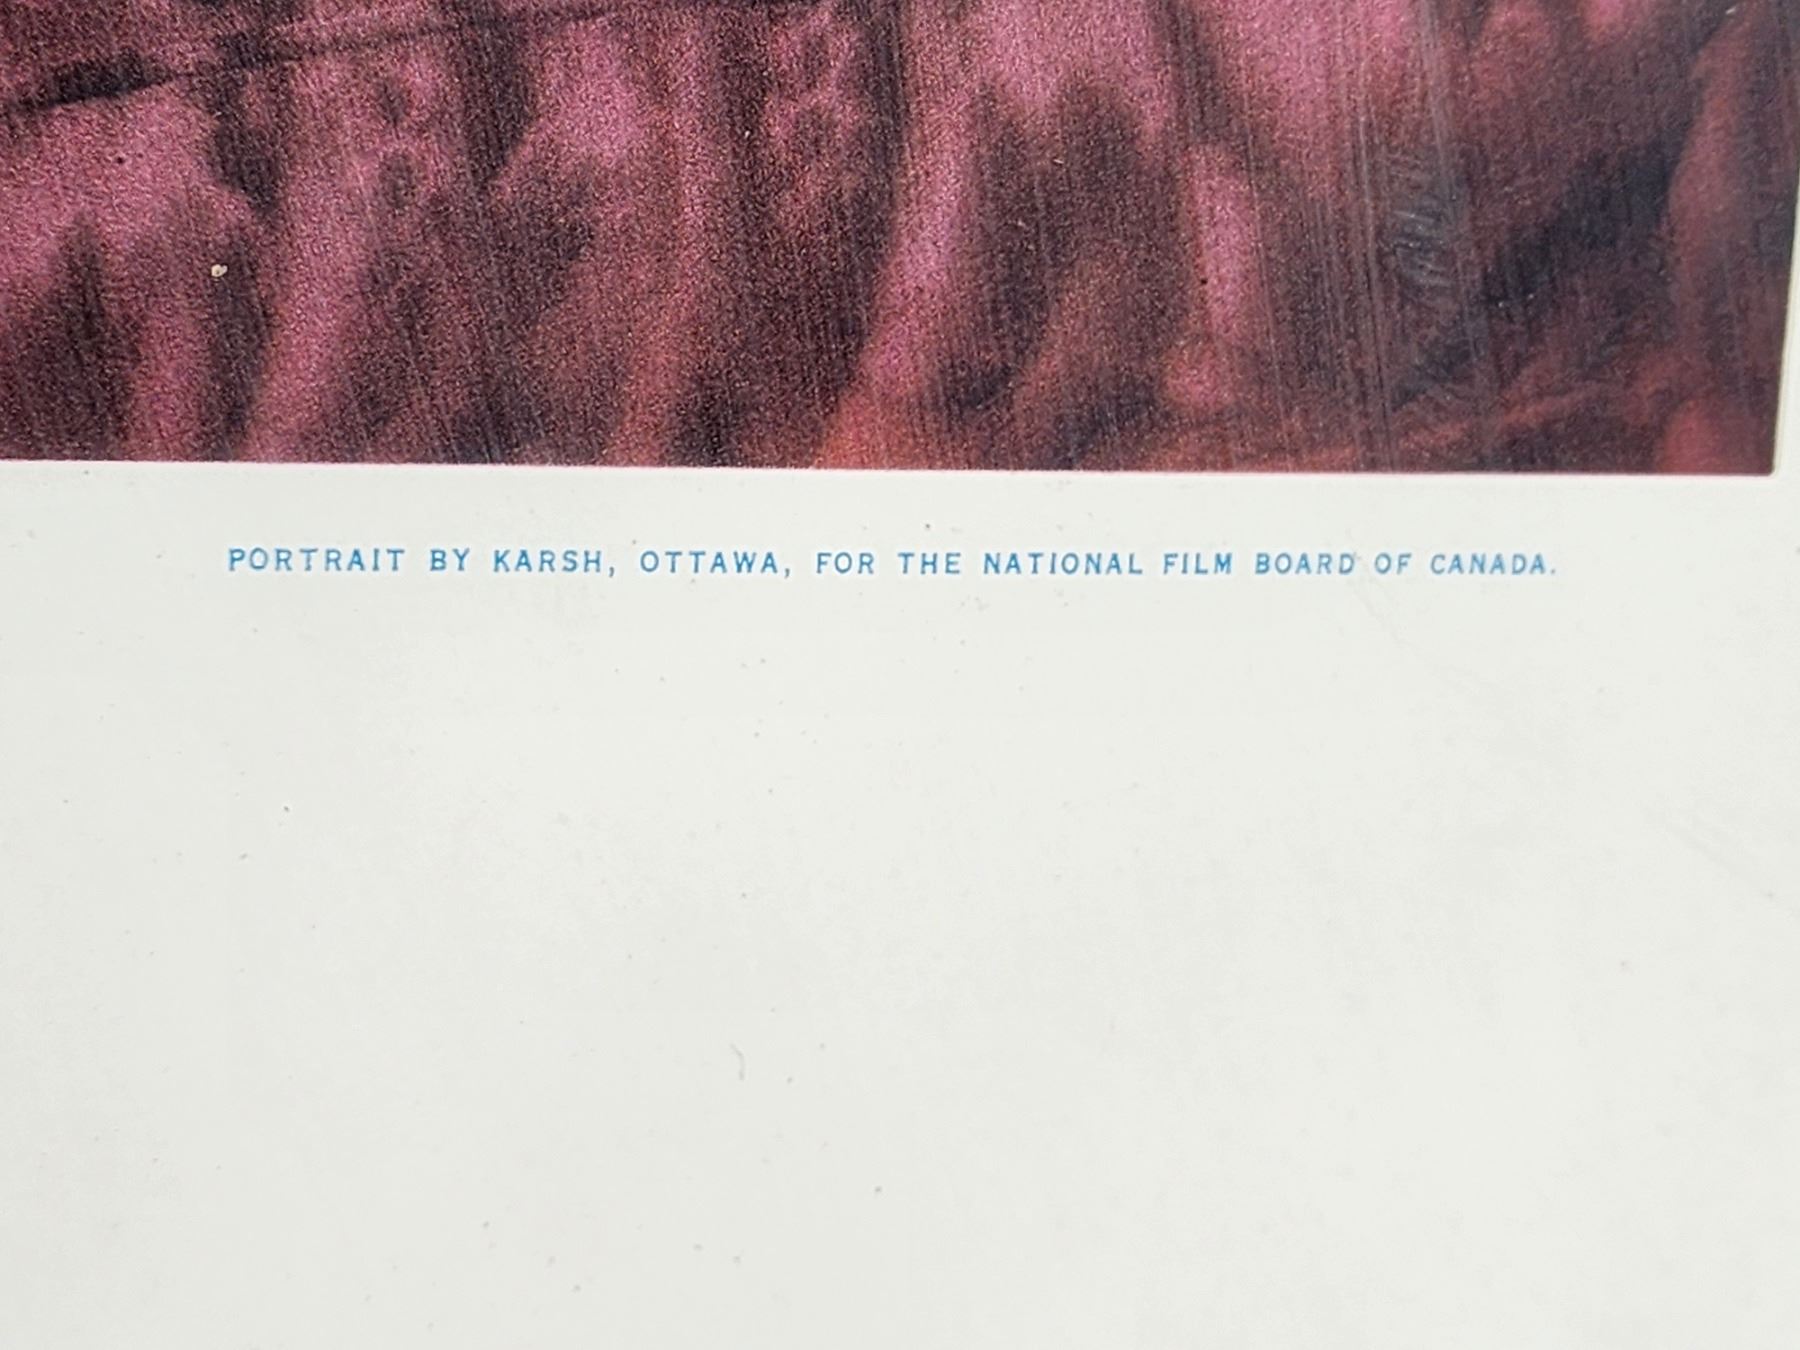 PORTRAIT BY KARSH, OTTAWA, FOR THE NATIONAL FILM BOARD OF CANADA.